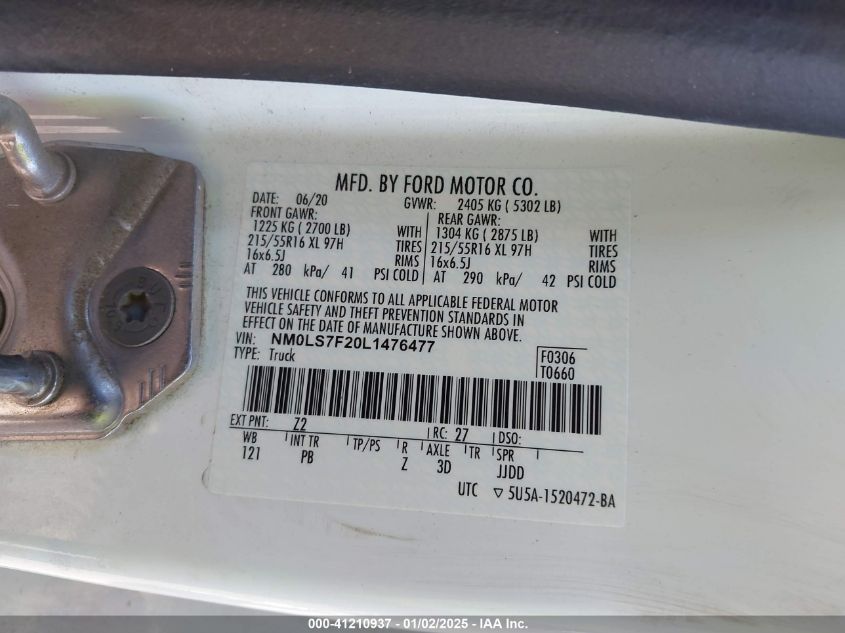 MFD. BY FORD MOTOR CO.
DATE: 06/20 GVWR: 2405 KG ( 5302 LB)
FRONT GAWR: REAR GAWR:
1225 KG ( 2700 LB) WITH 1304 KG ( 2875 LB) WITH
215/55R16 XL 97H TIRES 215/55R16 XL 97H TIRES
16x6.5J RIMS 16x6.5J RIMS
AT 280 kPa/ 41 PSI COLD AT 290 kPa/ 42 PSI COLD
THIS VEHICLE CONFORMS TO ALL APPLICABLE FEDERAL MOTOR
VEHICLE SAFETY AND THEFT PREVENTION STANDARDS IN
EFFECT ON THE DATE OF MANUFACTURE SHOWN ABOVE.
VIN: NM0LS7F20L1476477
TYPE: Truck
F0306
T0660
EXT PNT: Z2 RC: 27 DSO:
WB INT TR TP/PS R AXLE TR SPR
121 PB Z 3D JJDD
UTC ▽ 5U5A-1520472-BA
000-41210937 - 01/02/2025 - IAA Inc.